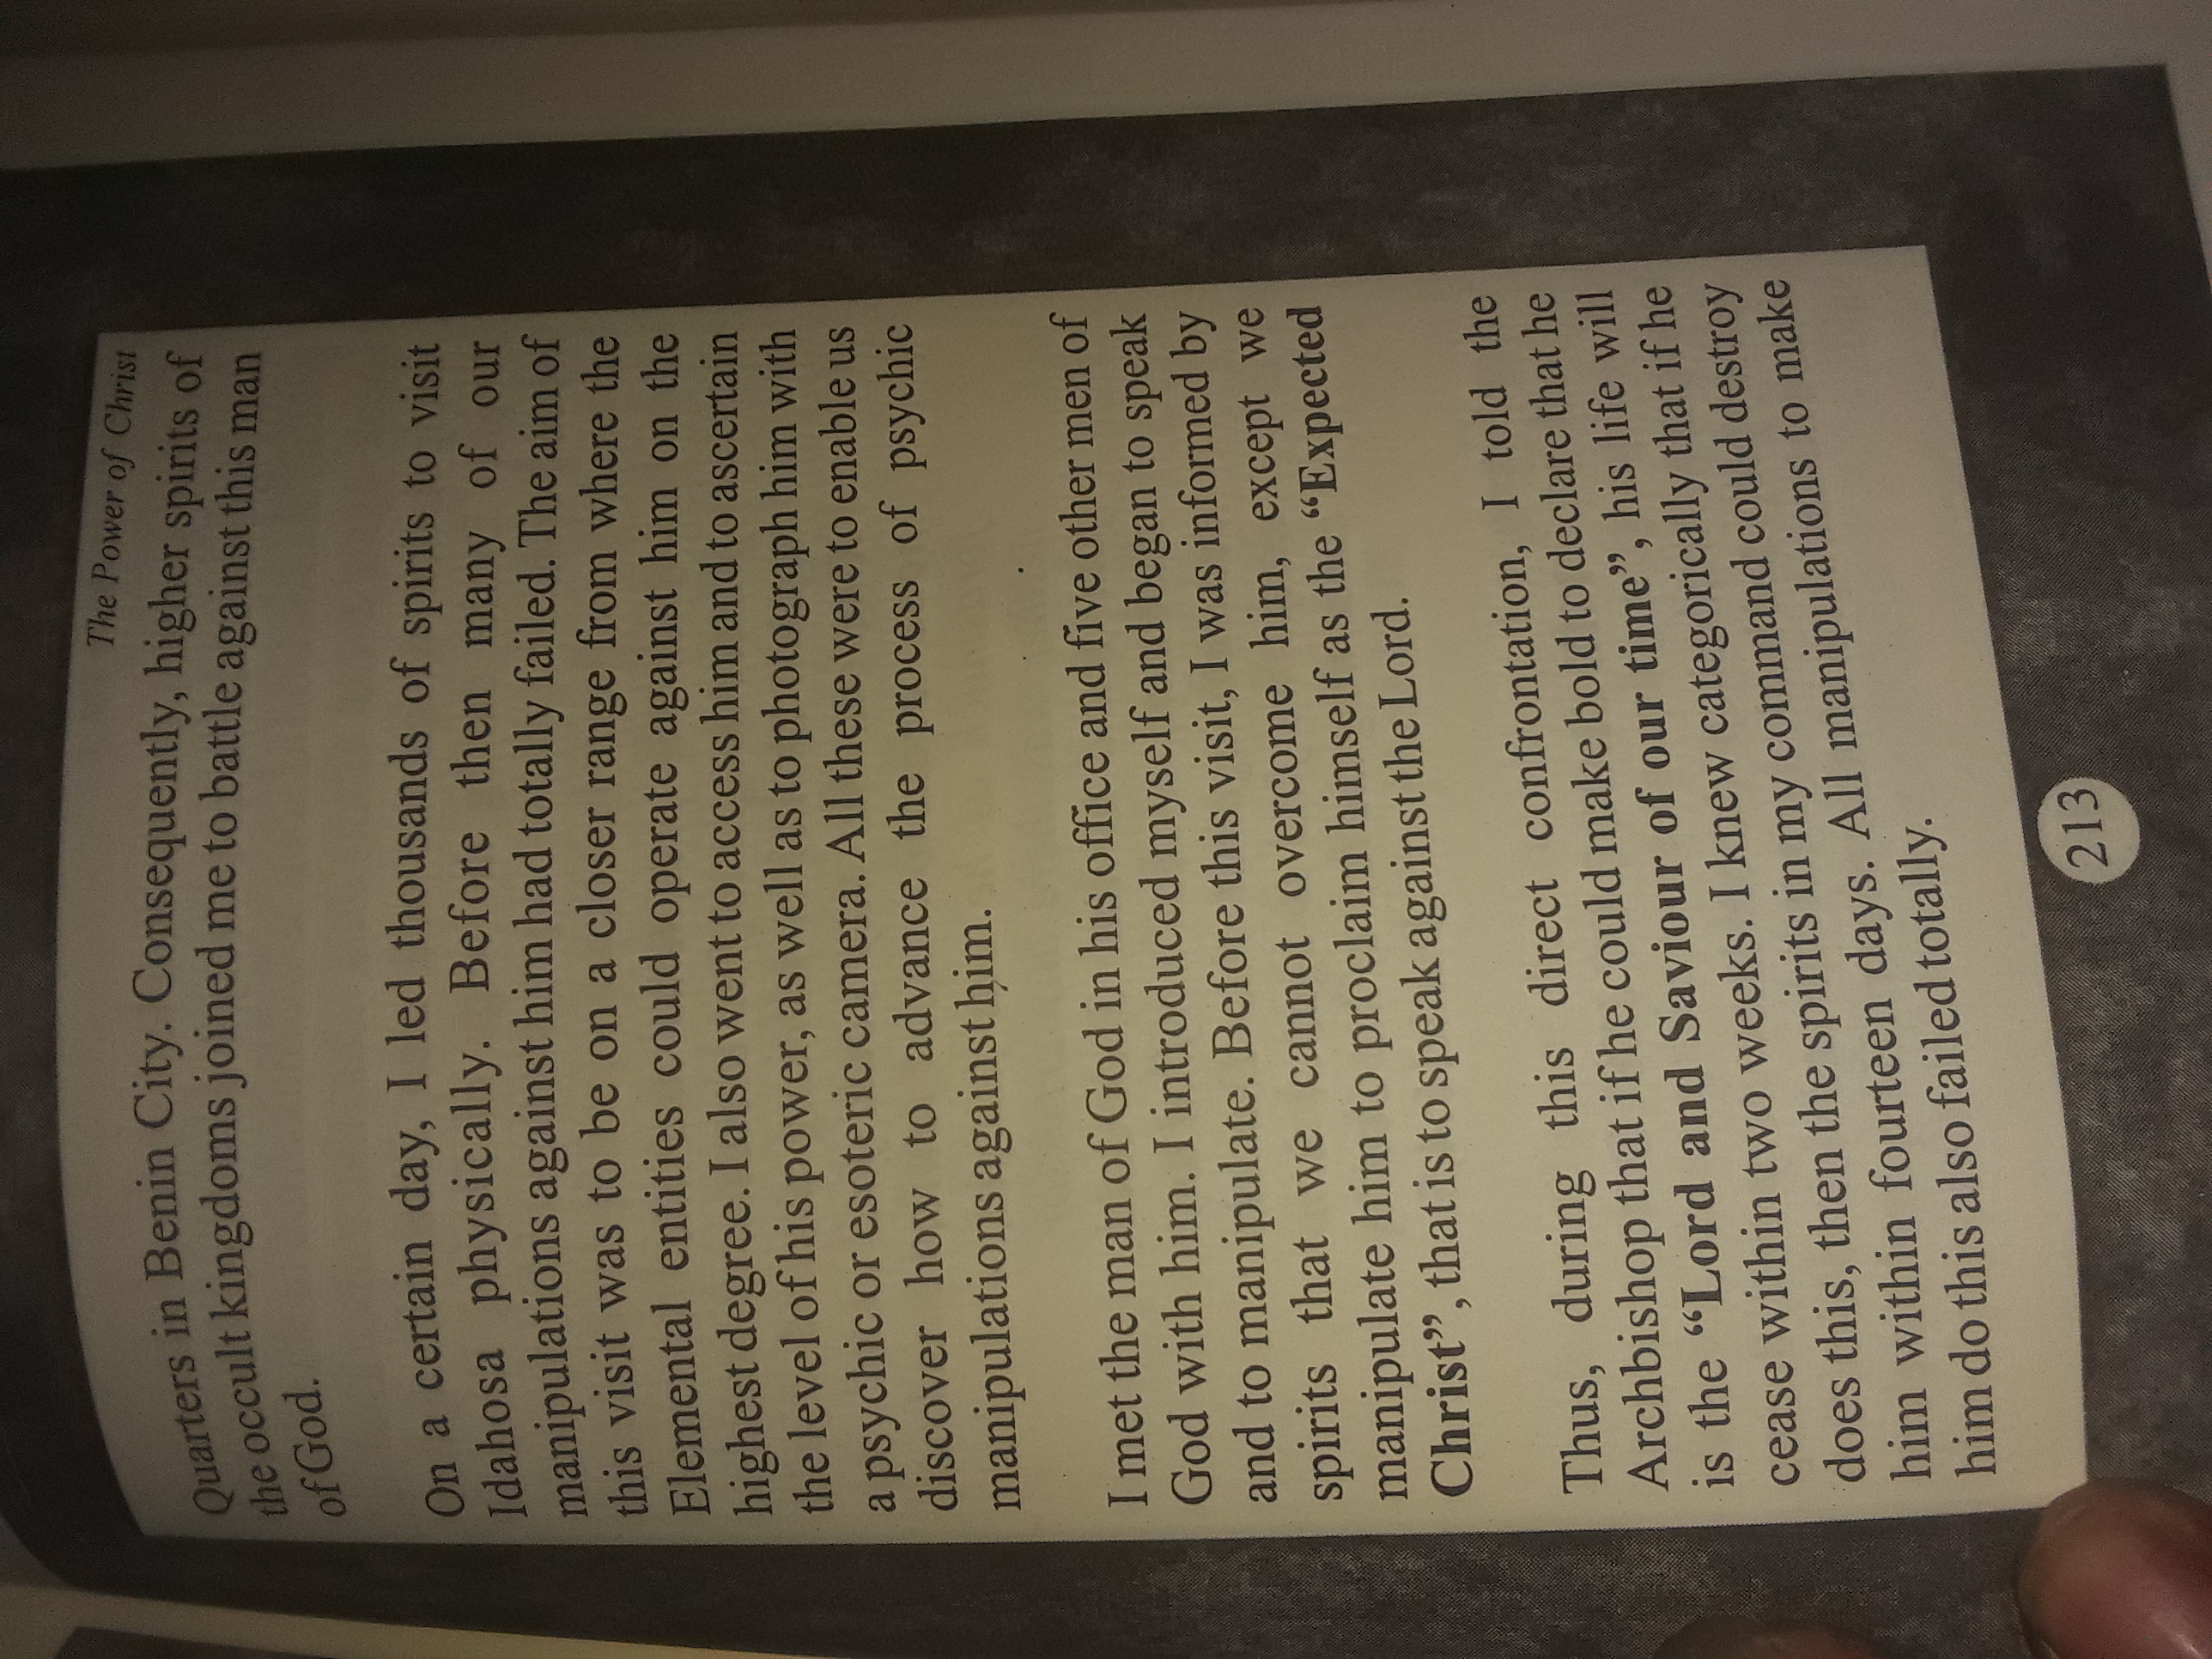 The Power of Christ
Quarters in Benin City. Consequently, higher spirits of
the occult kingdoms joined me to battle against this man
of God.
On a certain day, I led thousands of spirits to visit
Idahosa physically. Before then many of our
manipulations against him had totally failed. The aim of
this visit was to be on a closer range from where the
Elemental entities could operate against him on the
highest degree. I also went to access him and to ascertain
the level of his power, as well as to photograph him with
a psychic or esoteric camera. All these were to enable us
discover how to advance the process of psychic
manipulations against him.
I met the man of God in his office and five other men of
God with him. I introduced myself and began to speak
and to manipulate. Before this visit, I was informed by
spirits that we cannot overcome him, except we
manipulate him to proclaim himself as the “Expected
Christ”, that is to speak against the Lord.
Thus, during this direct confrontation, I told the
Archbishop that if he could make bold to declare that he
is the “Lord and Saviour of our time”, his life will
cease within two weeks. I knew categorically that if he
does this, then the spirits in my command could destroy
him within fourteen days. All manipulations to make
him do this also failed totally.
213